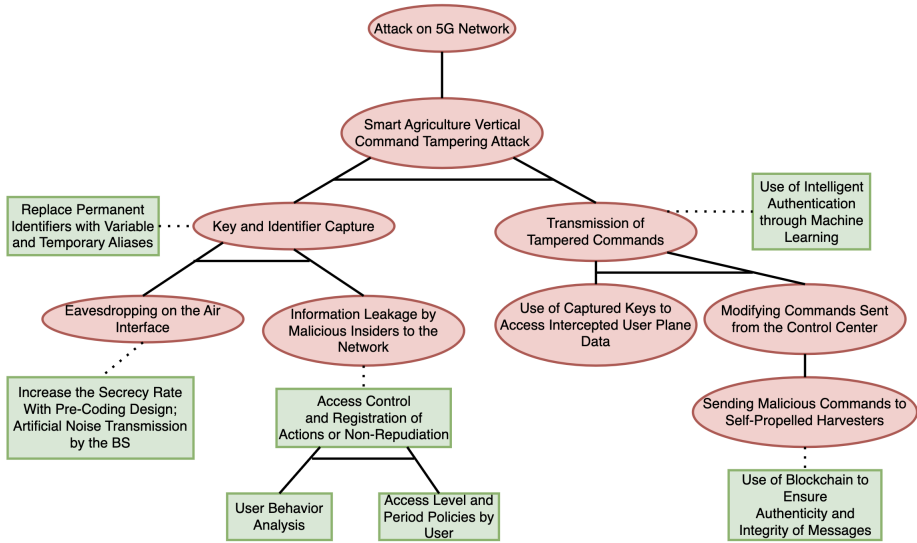 Attack on 5G Network
Smart Agriculture Vertical
Command Tampering Attack
Replace Permanent
Identifiers with Variable
and Temporary Aliases
Key and Identifier Capture
Transmission of
Tampered Commands
Use of Intelligent
Authentication
through Machine
Learning
Eavesdropping on the Air
Interface
Information Leakage by
Malicious Insiders to the
Network
Use of Captured Keys to
Access Intercepted User Plane
Data
Modifying Commands Sent
from the Control Center
Increase the Secrecy Rate
With Pre-Coding Design;
Artificial Noise Transmission
by the BS
Access Control
and Registration of
Actions or Non-Repudiation
Sending Malicious Commands to
Self-Propelled Harvesters
User Behavior
Analysis
Access Level and
Period Policies by
User
Use of Blockchain to
Ensure
Authenticity and
Integrity of Messages